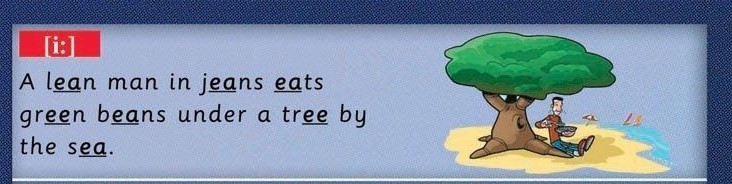 [i:]
A lean man in jeans eats
green beans under a tree by
the sea.